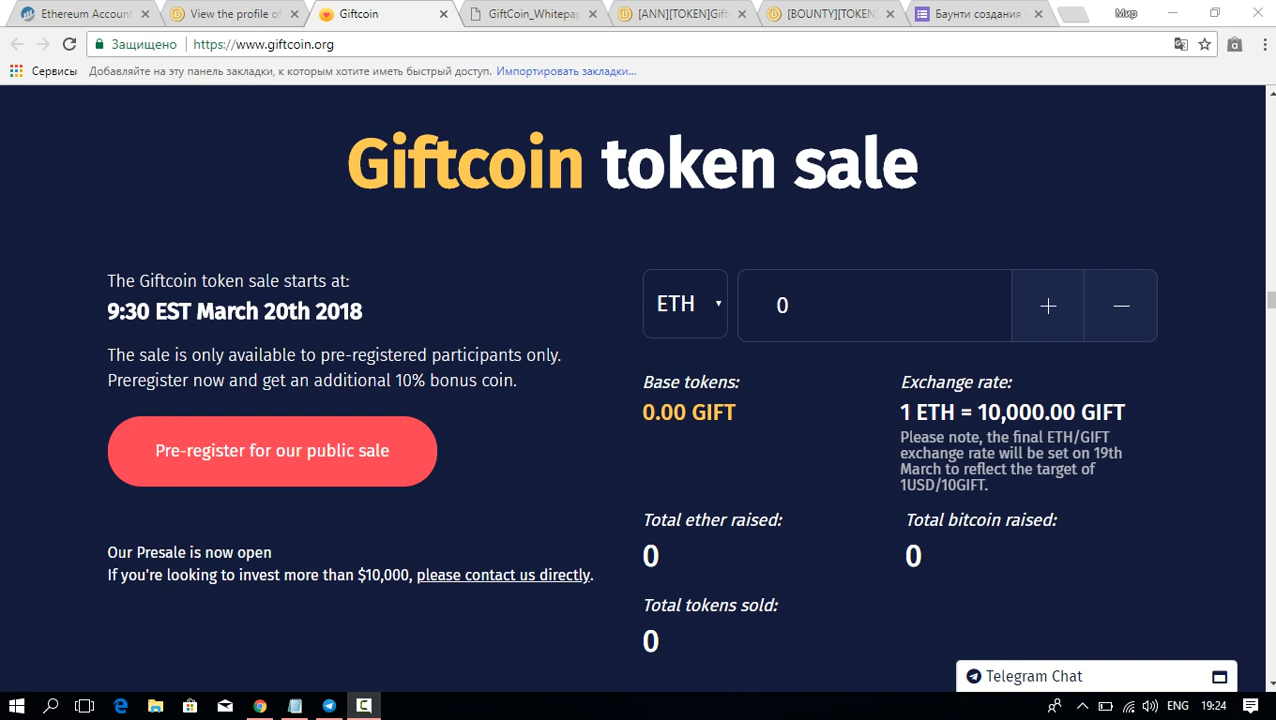 Ethereum Account
View the profile of
Giftcoin
GiftCoin_Whitepap
[ANN][TOKEN]Gift
[BOUNTY][TOKEN
Баунти создания
Мир
Защищено
https://www.giftcoin.org
Сервисы
Добавляйте на эту панель закладки, к которым хотите иметь быстрый доступ. Импортировать закладки...
Giftcoin token sale
The Giftcoin token sale starts at:
9:30 EST March 20th 2018
The sale is only available to pre-registered participants only.
Preregister now and get an additional 10% bonus coin.
Pre-register for our public sale
Our Presale is now open
If you're looking to invest more than $10,000, please contact us directly.
ETH
0
Base tokens:
0.00 GIFT
Exchange rate:
1 ETH = 10,000.00 GIFT
Please note, the final ETH/GIFT
exchange rate will be set on 19th
March to reflect the target of
1USD/10GIFT.
Total ether raised:
0
Total bitcoin raised:
0
Total tokens sold:
0
Telegram Chat
ENG
19:24